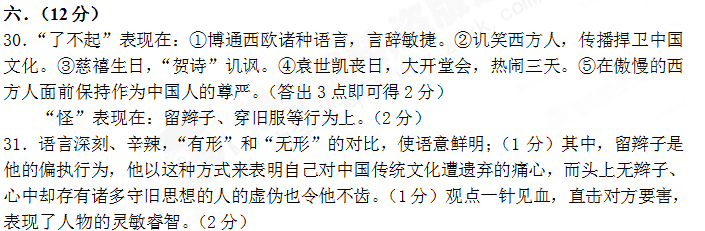 六．（12 分）
30．“了不起”表现在：①博通西欧诸种语言，言辞敏捷。②讥笑西方人，传播捍卫中国
文化。③慈禧生日，“贺诗”讥讽。④袁世凯丧日，大开堂会，热闹三天。⑤在傲慢的西
方人面前保持作为中国人的尊严。（答出 3 点即可得 2 分）
“怪”表现在：留辫子、穿旧服等行为上。（2 分）
31．语言深刻、辛辣，“有形”和“无形”的对比，使语意鲜明；（1 分）其中，留辫子是
他的偏执行为，他以这种方式来表明自己对中国传统文化遭遗弃的痛心，而头上无辫子、
心中却存有诸多守旧思想的人的虚伪也令他不齿。（1 分）观点一针见血，直击对方要害，
表现了人物的灵敏睿智。（2 分）